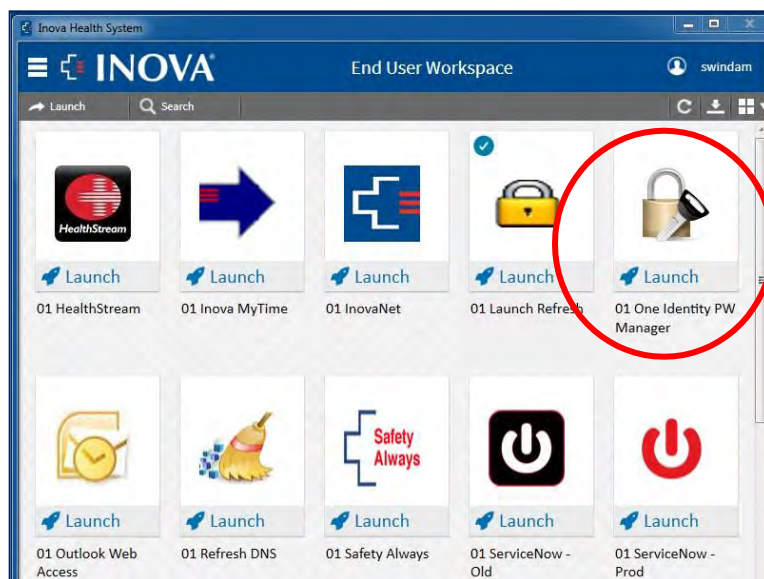 Inova Health System
INOVA
End User Workspace
swindam
Launch
Search
HealthStream
Safety
Always
Launch
Launch
Launch
Launch
Launch
01 HealthStream
01 Inova MyTime
01 InovaNet
01 Launch Refresh
01 One Identity PW
Manager
Launch
Launch
Launch
Launch
Launch
01 Outlook Web
Access
01 Refresh DNS
01 Safety Always
01 ServiceNow -
Old
01 ServiceNow -
Prod